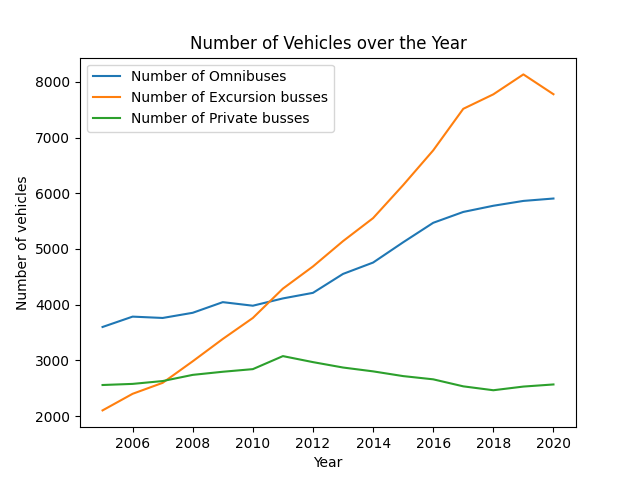 Number of Vehicles over the Year
Number of Omnibuses
Number of Excursion busses
Number of Private busses
8000
7000
6000
5000
4000
3000
2000
Number of vehicles
2006 2008 2010 2012 2014 2016 2018 2020
Year